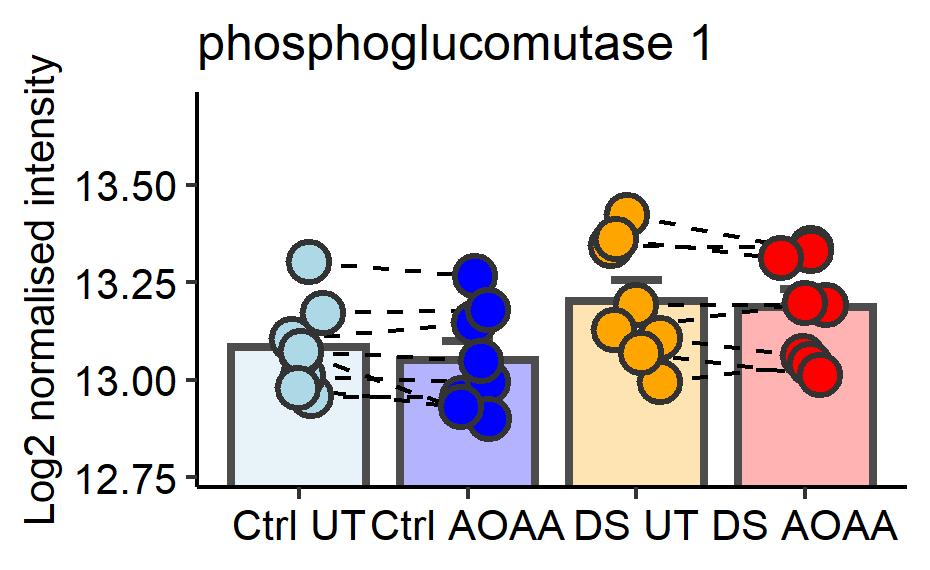 phosphoglucomutase 1
Log2 normalised intensity
13.50
13.25
13.00
12.75
Ctrl UT
Ctrl AOAA
DS UT
DS AOAA